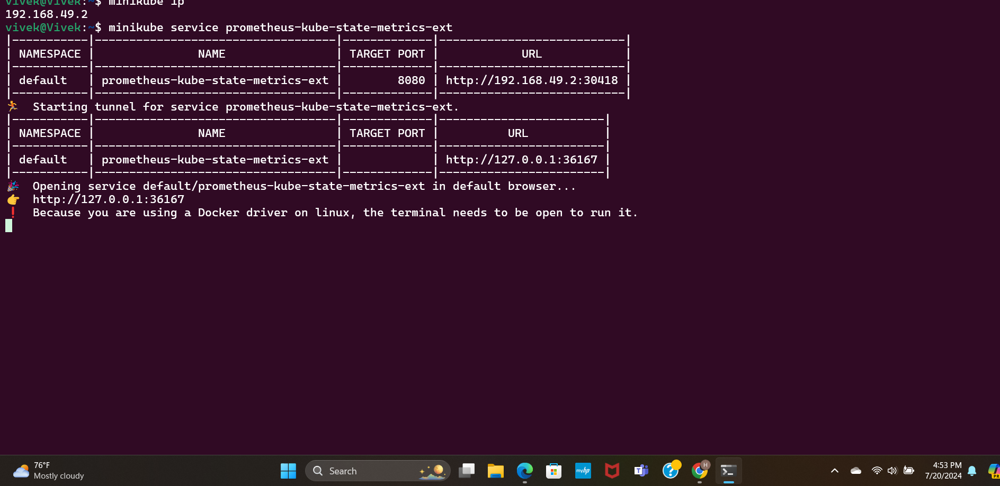 vivek@Vivek:~$ minikube ip
192.168.49.2
vivek@Vivek:~$ minikube service prometheus-kube-state-metrics-ext
|-----------|-----------------------------------|-------------|---------------------------|
| NAMESPACE |               NAME                | TARGET PORT |            URL            |
|-----------|-----------------------------------|-------------|---------------------------|
| default   | prometheus-kube-state-metrics-ext |        8080 | http://192.168.49.2:30418 |
|-----------|-----------------------------------|-------------|---------------------------|
🏃  Starting tunnel for service prometheus-kube-state-metrics-ext.
|-----------|-----------------------------------|-------------|------------------------|
| NAMESPACE |               NAME                | TARGET PORT |          URL           |
|-----------|-----------------------------------|-------------|------------------------|
| default   | prometheus-kube-state-metrics-ext |             | http://127.0.0.1:36167 |
|-----------|-----------------------------------|-------------|------------------------|
🎉  Opening service default/prometheus-kube-state-metrics-ext in default browser...
👉  http://127.0.0.1:36167
❗  Because you are using a Docker driver on linux, the terminal needs to be open to run it.
76°F
Mostly cloudy
Search
myhp
T
H
4:53 PM
7/20/2024
PR